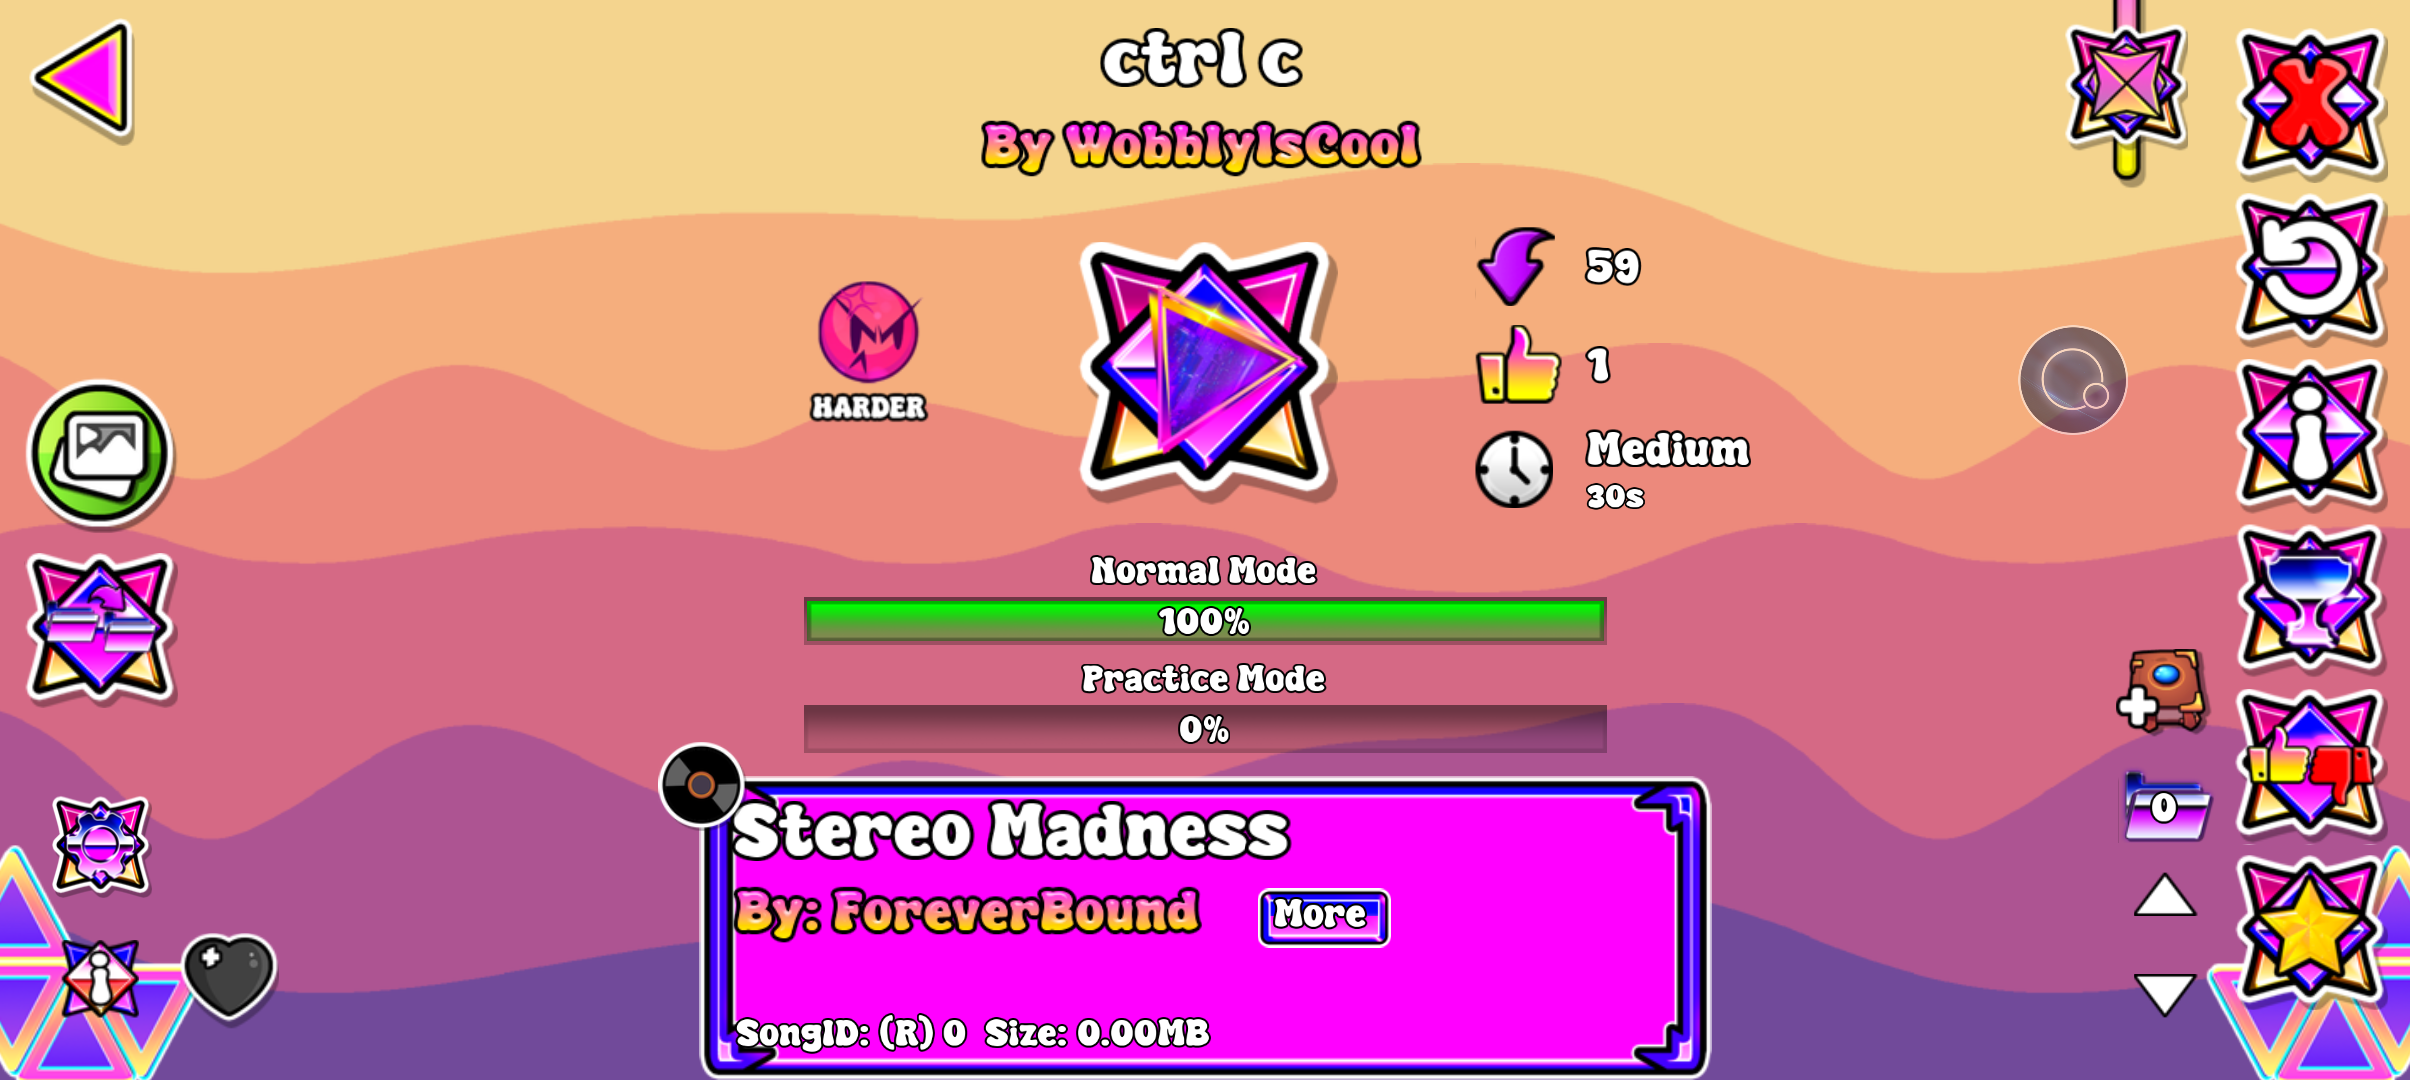 ctrl c
By WobblyIsCool
59
HARDER
1
Medium
30s
Normal Mode
100%
Practice Mode
0%
Stereo Madness
0
By: ForeverBound
More
SongID: (R) 0 Size: 0.00MB